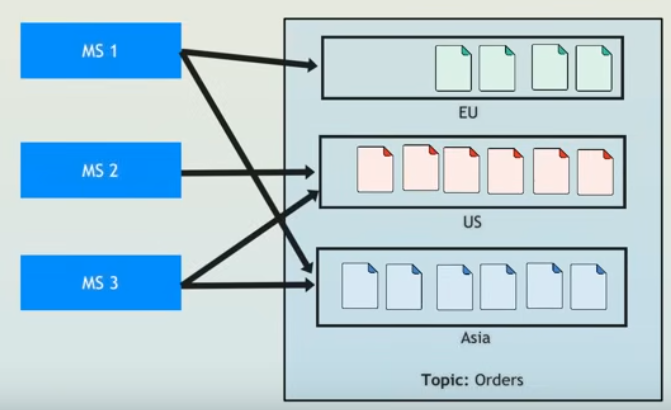 MS 1
EU
MS 2
US
MS 3
Asia
Topic: Orders